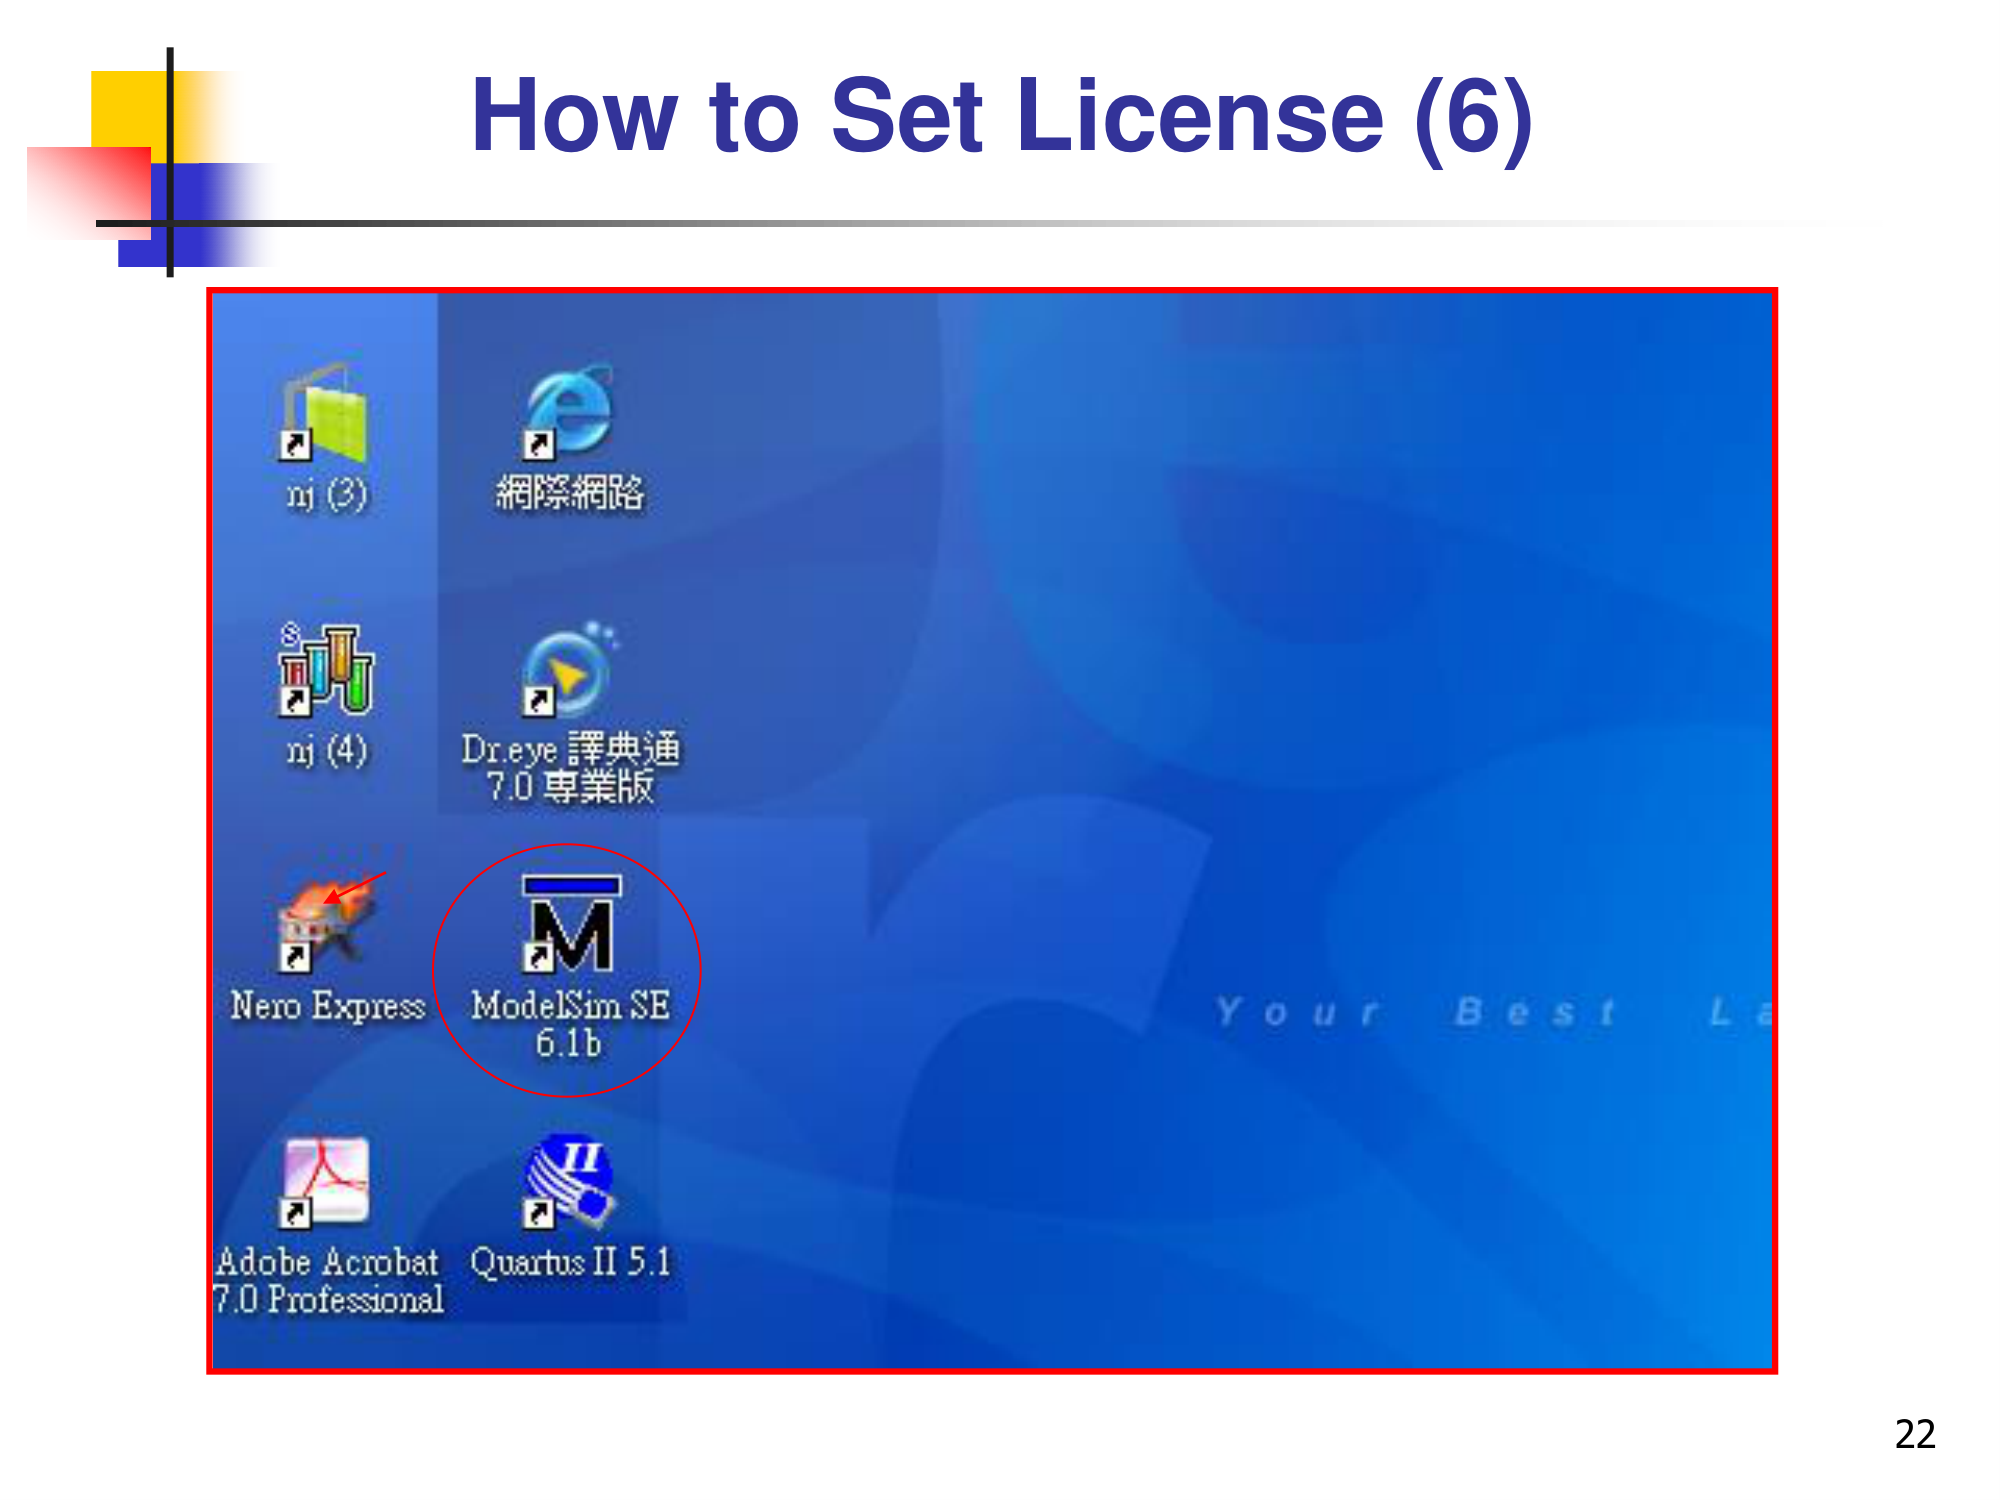 How to Set License (6)
nj (3)
網際網路
nj (4)
Dr.eye 譯典通
7.0 專業版
Nero Express
ModelSim SE
6.1b
Your Best
Adobe Acrobat
7.0 Professional
Quartus II 5.1
22